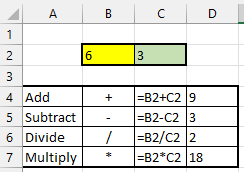 A B C D
1
2 6 3
3
4 Add + =B2+C2 9
5 Subtract - =B2-C2 3
6 Divide / =B2/C2 2
7 Multiply * =B2*C2 18